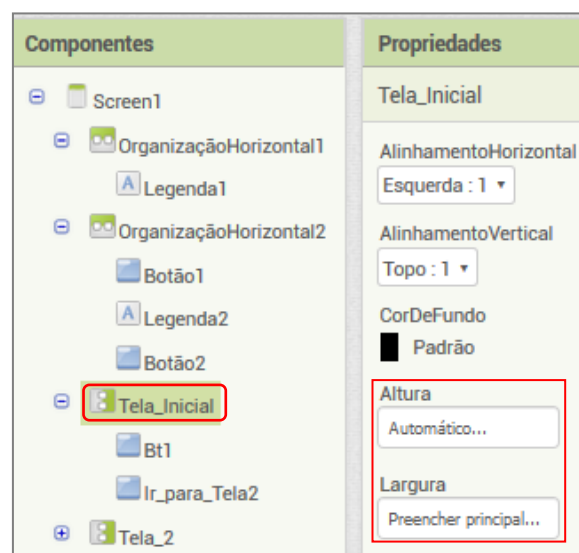 Componentes
Screen1
OrganizaçãoHorizontal1
A Legenda1
OrganizaçãoHorizontal2
Botão1
A Legenda2
Botão2
Tela_Inicial
Bt1
Ir_para_Tela2
Tela_2
Propriedades
Tela_Inicial
AlinhamentoHorizontal
Esquerda : 1
AlinhamentoVertical
Topo : 1
CorDeFundo
Padrão
Altura
Automático...
Largura
Preencher principal...